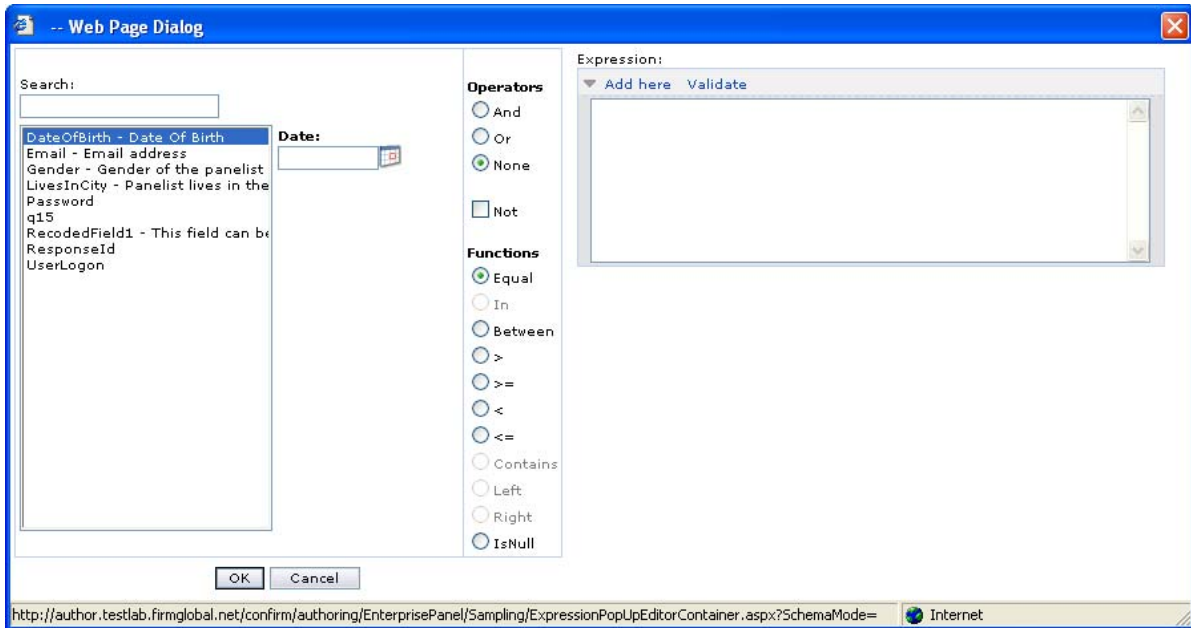 -- Web Page Dialog
Search:
DateOfBirth - Date Of Birth
Email - Email address
Gender - Gender of the panelist
LivesInCity - Panelist lives in the
Password
q15
RecodedField1 - This field can be
ResponseId
UserLogon
Date:
Operators
And
Or
None
Not
Functions
Equal
In
Between
>
>=
<
<=
Contains
Left
Right
IsNull
Expression:
Add here Validate
OK Cancel
http://author.testlab.firmglobal.net/confirm/authoring/EnterprisePanel/Sampling/ExpressionPopUpEditorContainer.aspx?SchemaMode= Internet